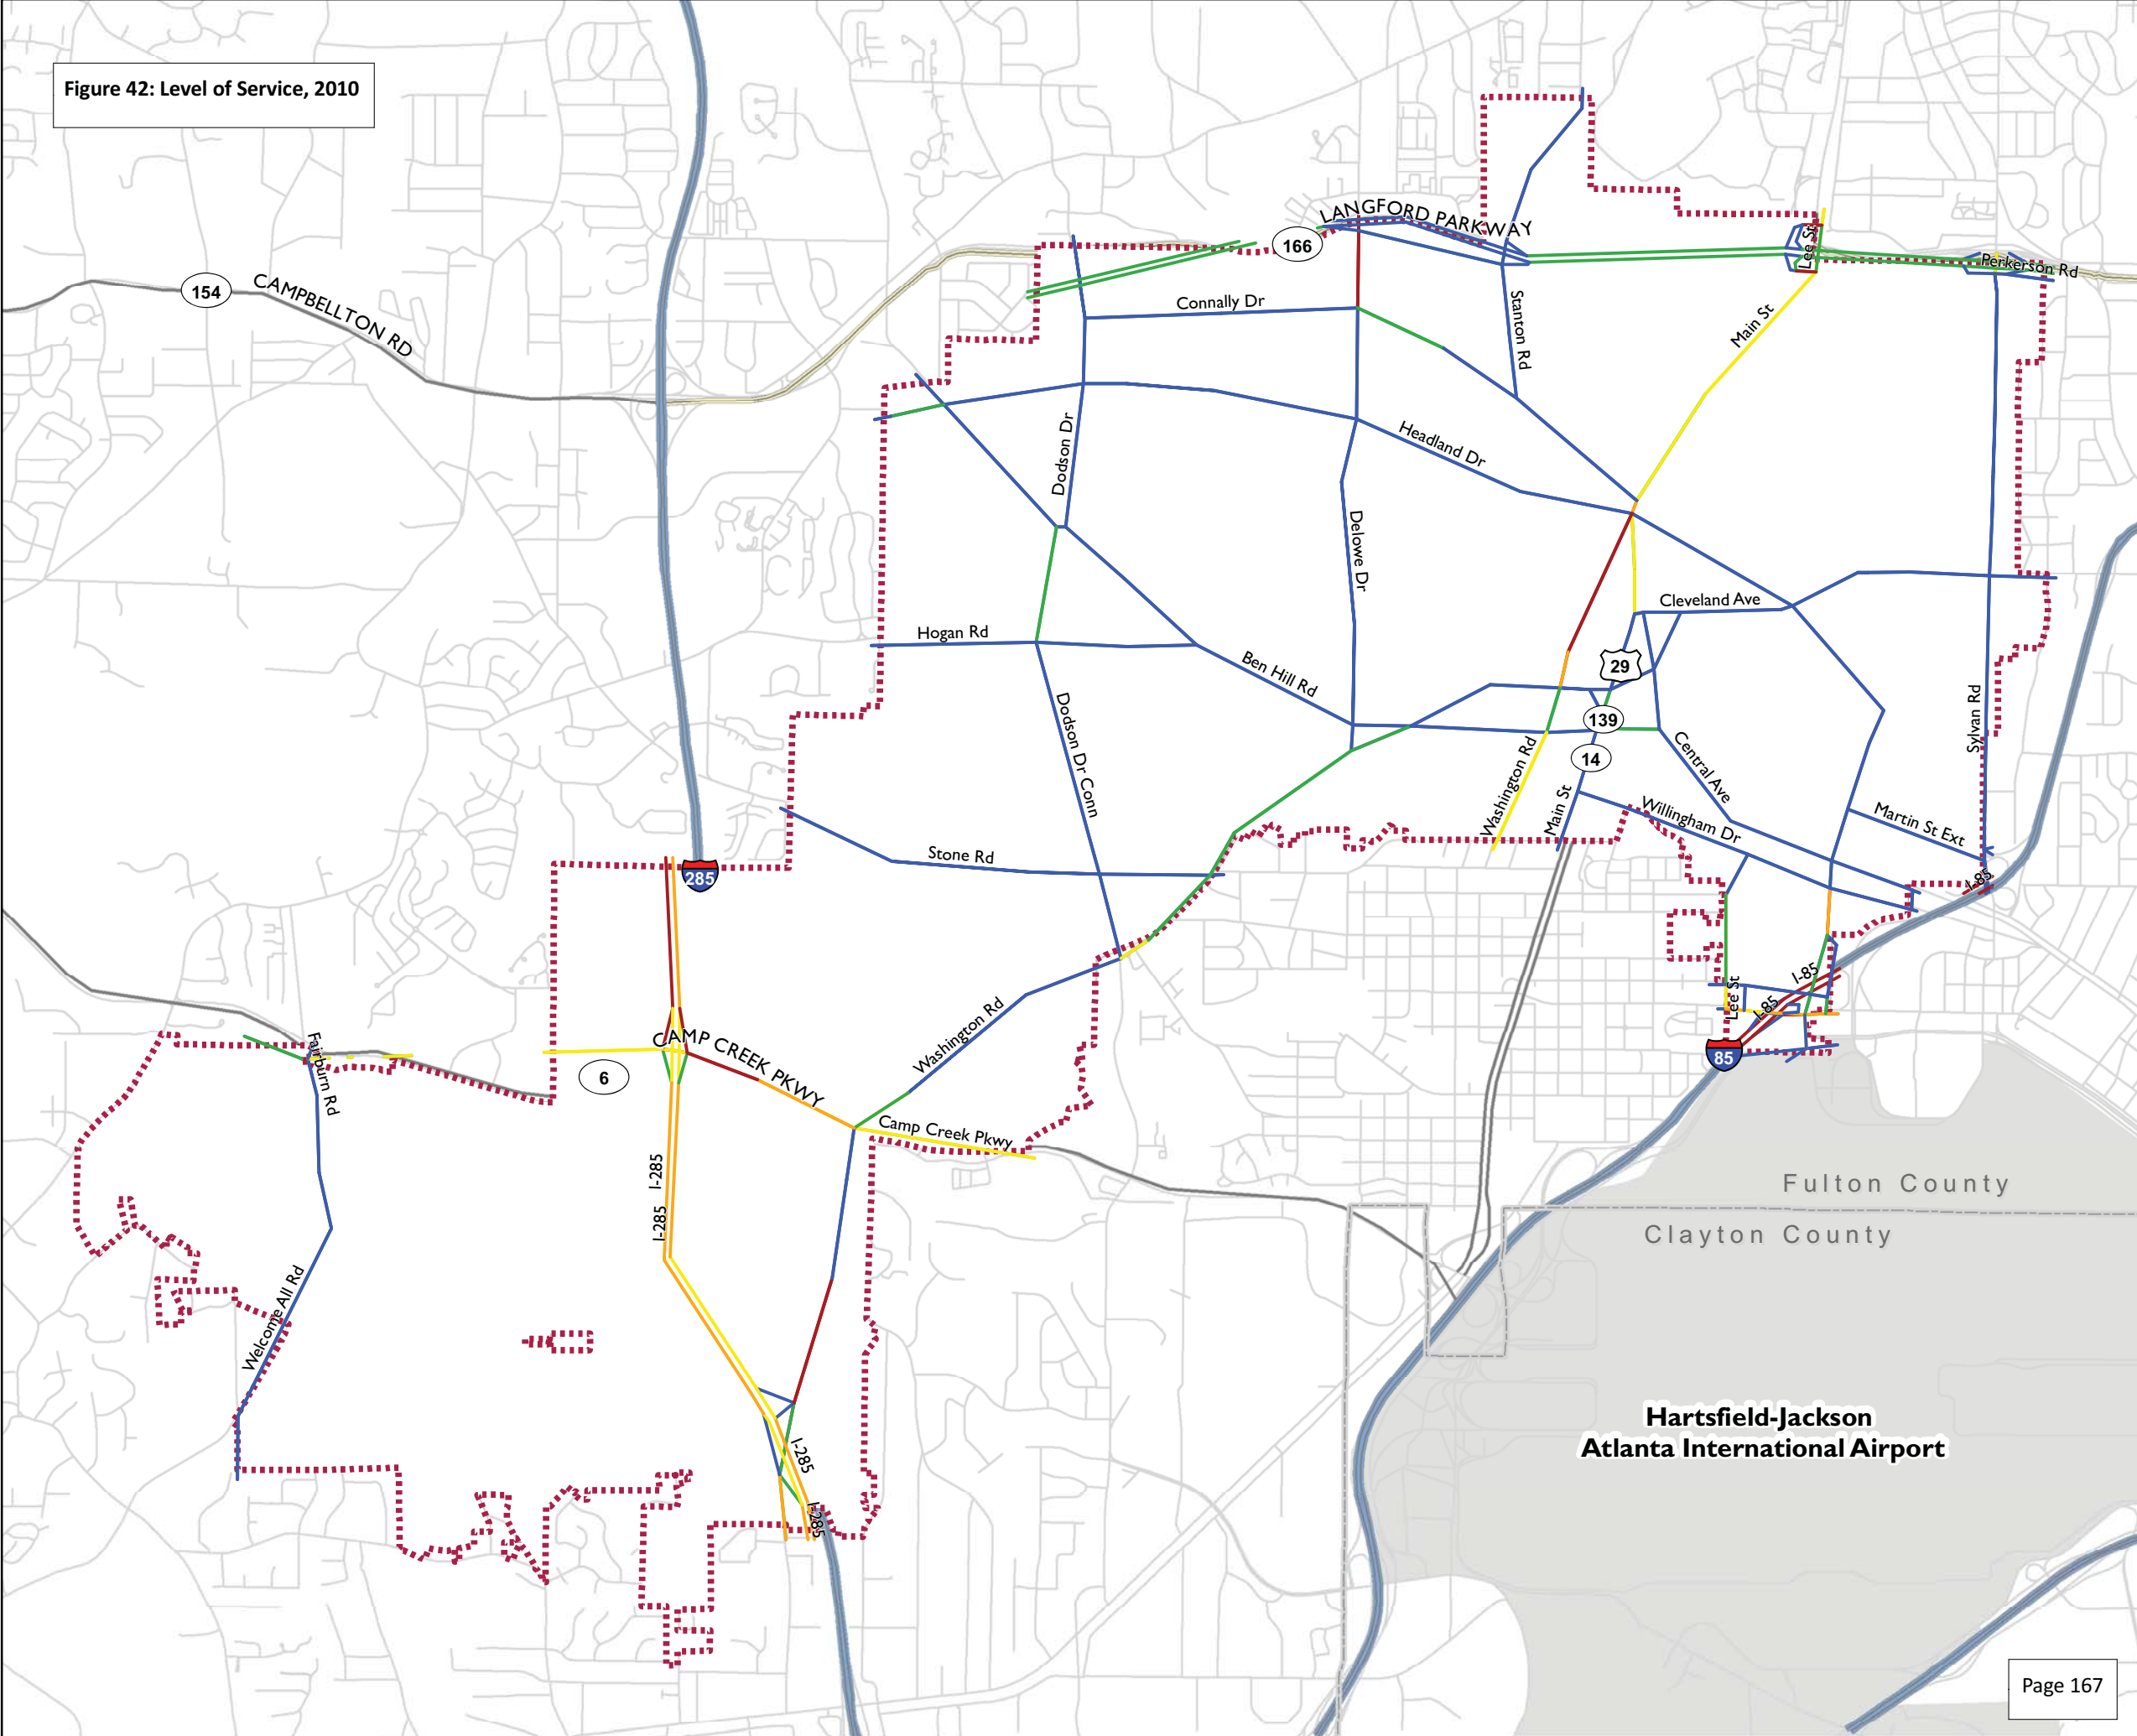 Figure 42: Level of Service, 2010
LANGFORD PARKWAY
166
Lee St
Perkerson Rd
154
CAMPBELLTON RD
Connally Dr
Stanton Rd
Main St
Dodson Dr
Headland Dr
Delowe Dr
Cleveland Ave
Hogan Rd
Ben Hill Rd
29
Sylvan Rd
139
14
Dodson Dr Conn
Washington Rd
Main St
Central Ave
Willingham Dr
Martin St Ext
Stone Rd
285
I-85
I-85
I-85
Lee St
85
Fairburn Rd
CAMP CREEK PKWY
6
Washington Rd
Camp Creek Pkwy
I-285
I-285
Fulton County
Clayton County
Welcome All Rd
Hartsfield-Jackson
Atlanta International Airport
I-285
I-285
Page 167